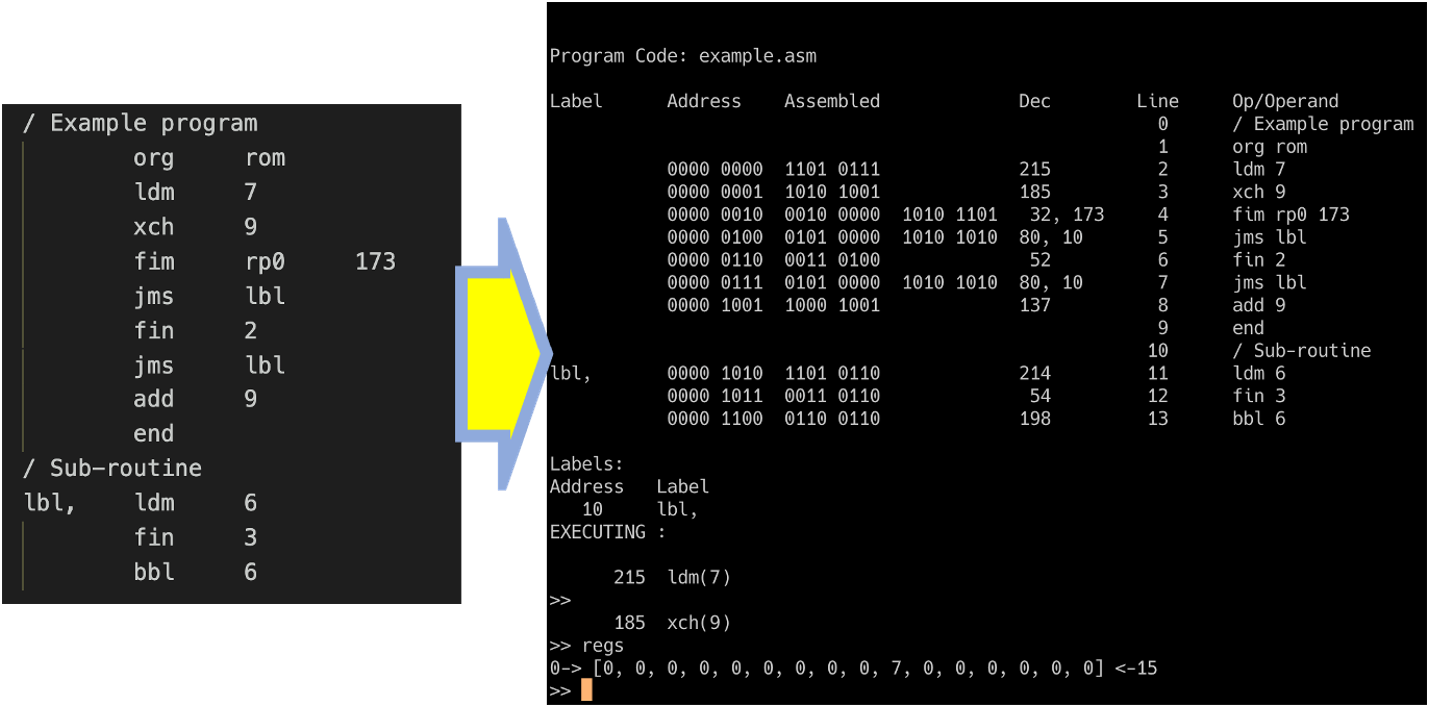 / Example program
org rom
ldm 7
xch 9
fim rp0 173
jms lbl
fin 2
jms lbl
add 9
end
/ Sub-routine
lbl, ldm 6
fin 3
bbl 6
Program Code: example.asm
Label Address Assembled Dec Line Op/Operand
0 / Example program
1 org rom
0000 0000 1101 0111 215 2 ldm 7
0000 0001 1010 1001 185 3 xch 9
0000 0010 0010 0000 1010 1101 32, 173 4 fim rp0 173
0000 0100 0101 0000 1010 1010 80, 10 5 jms lbl
0000 0110 0011 0100 52 6 fin 2
0000 0111 0101 0000 1010 1010 80, 10 7 jms lbl
0000 1001 1000 1001 137 8 add 9
9 end
10 / Sub-routine
lbl, 0000 1010 1101 0110 214 11 ldm 6
0000 1011 0011 0110 54 12 fin 3
0000 1100 0110 0110 198 13 bbl 6
Labels:
Address Label
10 lbl,
EXECUTING :
215 ldm(7)
>>
185 xch(9)
>> regs
0-> [0, 0, 0, 0, 0, 0, 0, 0, 0, 7, 0, 0, 0, 0, 0, 0] <-15
>>